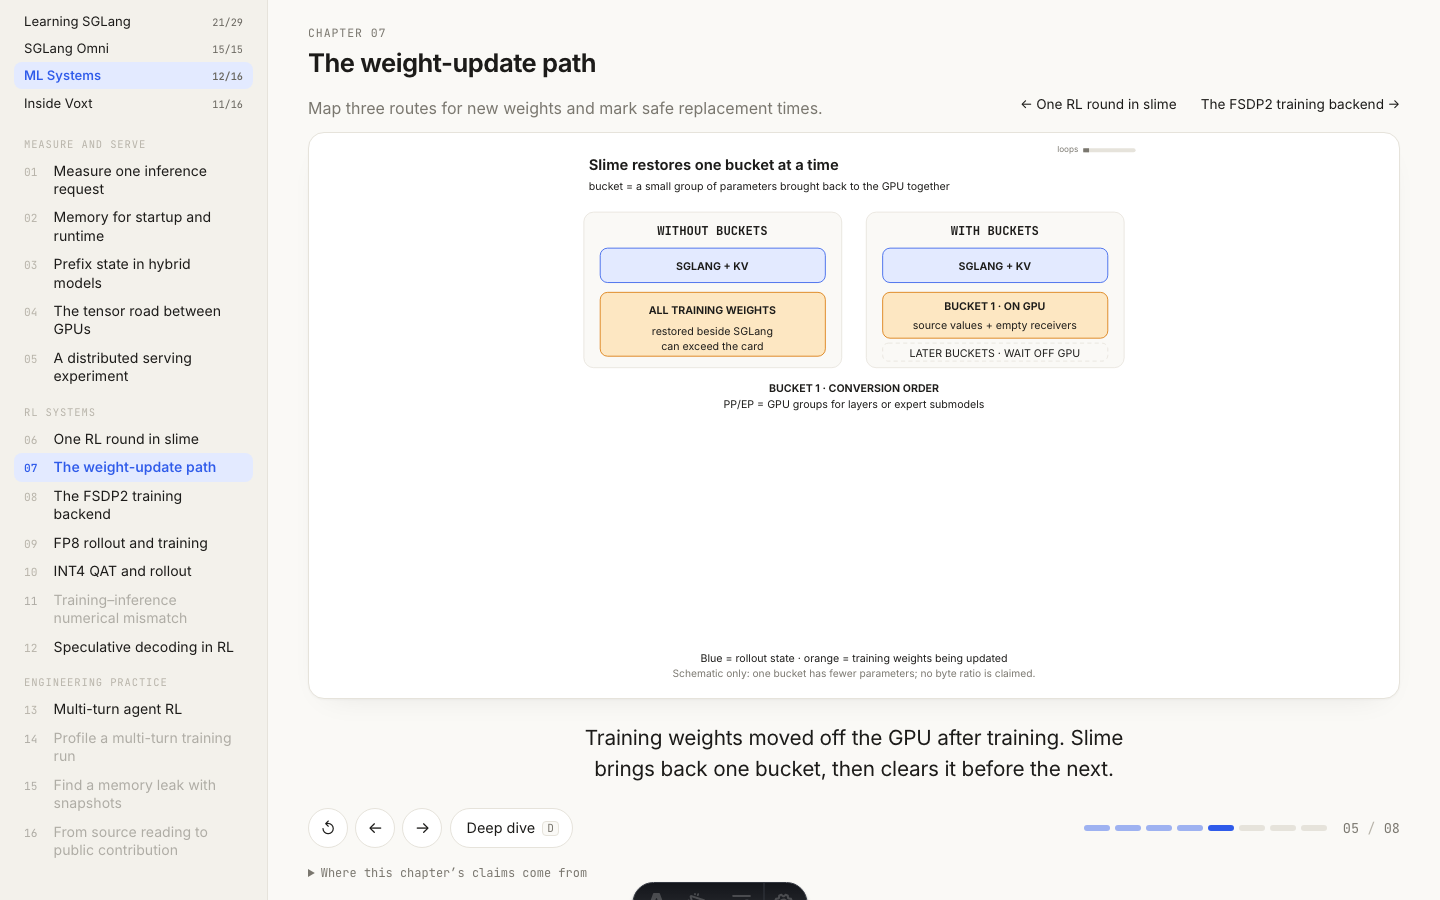 Learning SGLang 21/29
SGLang Omni 15/15
ML Systems 12/16
Inside Voxt 11/16
MEASURE AND SERVE
01 Measure one inference
request
02 Memory for startup and
runtime
03 Prefix state in hybrid
models
04 The tensor road between
GPUs
05 A distributed serving
experiment
RL SYSTEMS
06 One RL round in slime
07 The weight-update path
08 The FSDP2 training
backend
09 FP8 rollout and training
10 INT4 QAT and rollout
11 Training–inference
numerical mismatch
12 Speculative decoding in RL
ENGINEERING PRACTICE
13 Multi-turn agent RL
14 Profile a multi-turn training
run
15 Find a memory leak with
snapshots
16 From source reading to
public contribution
CHAPTER 07
The weight-update path
Map three routes for new weights and mark safe replacement times.
← One RL round in slime The FSDP2 training backend →
loops
Slime restores one bucket at a time
bucket = a small group of parameters brought back to the GPU together
WITHOUT BUCKETS
SGLANG + KV
ALL TRAINING WEIGHTS
restored beside SGLang
can exceed the card
WITH BUCKETS
SGLANG + KV
BUCKET 1 · ON GPU
source values + empty receivers
LATER BUCKETS · WAIT OFF GPU
BUCKET 1 · CONVERSION ORDER
PP/EP = GPU groups for layers or expert submodels
Blue = rollout state · orange = training weights being updated
Schematic only: one bucket has fewer parameters; no byte ratio is claimed.
Training weights moved off the GPU after training. Slime
brings back one bucket, then clears it before the next.
Deep dive D
05 / 08
▶ Where this chapter's claims come from